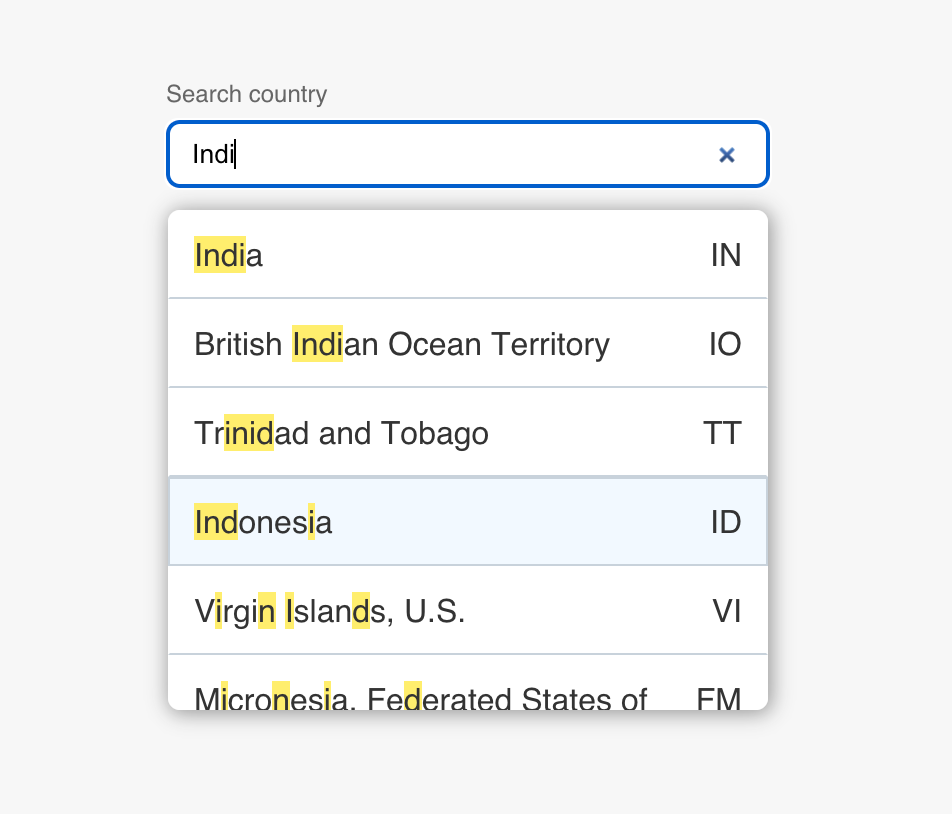 Search country
Indi
India IN
British Indian Ocean Territory IO
Trinidad and Tobago TT
Indonesia ID
Virgin Islands, U.S. VI
Micronesia, Federated States of FM